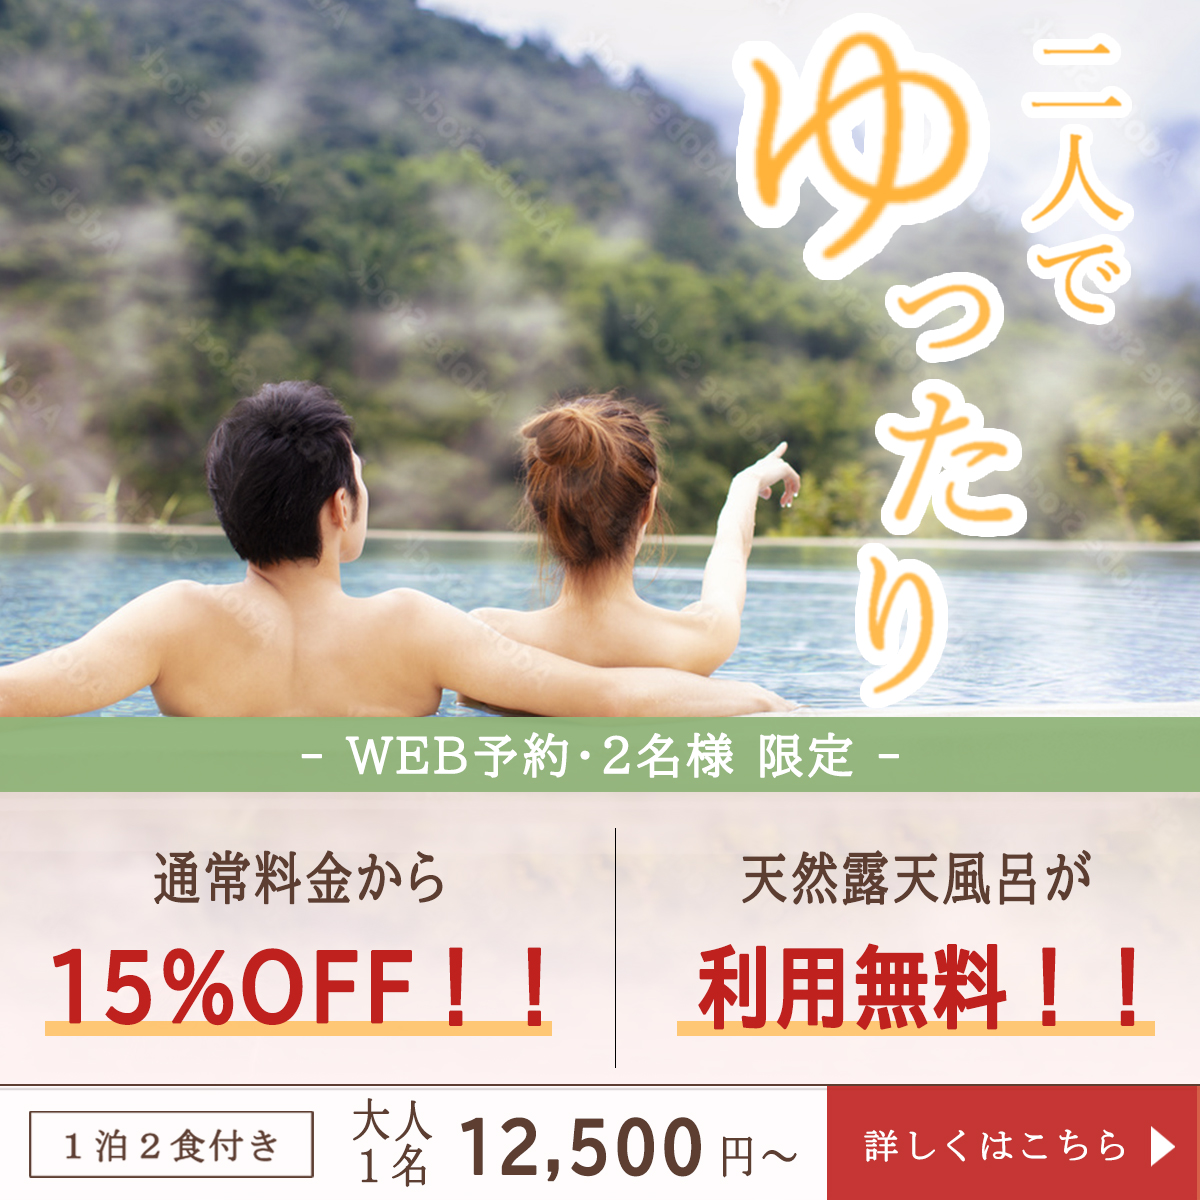 二人で
ゆったり
- WEB予約・2名様 限定 -
通常料金から
15%OFF！！
天然露天風呂が
利用無料！！
1泊2食付き
大人
1名
12,500円～
詳しくはこちら
Adobe Stock